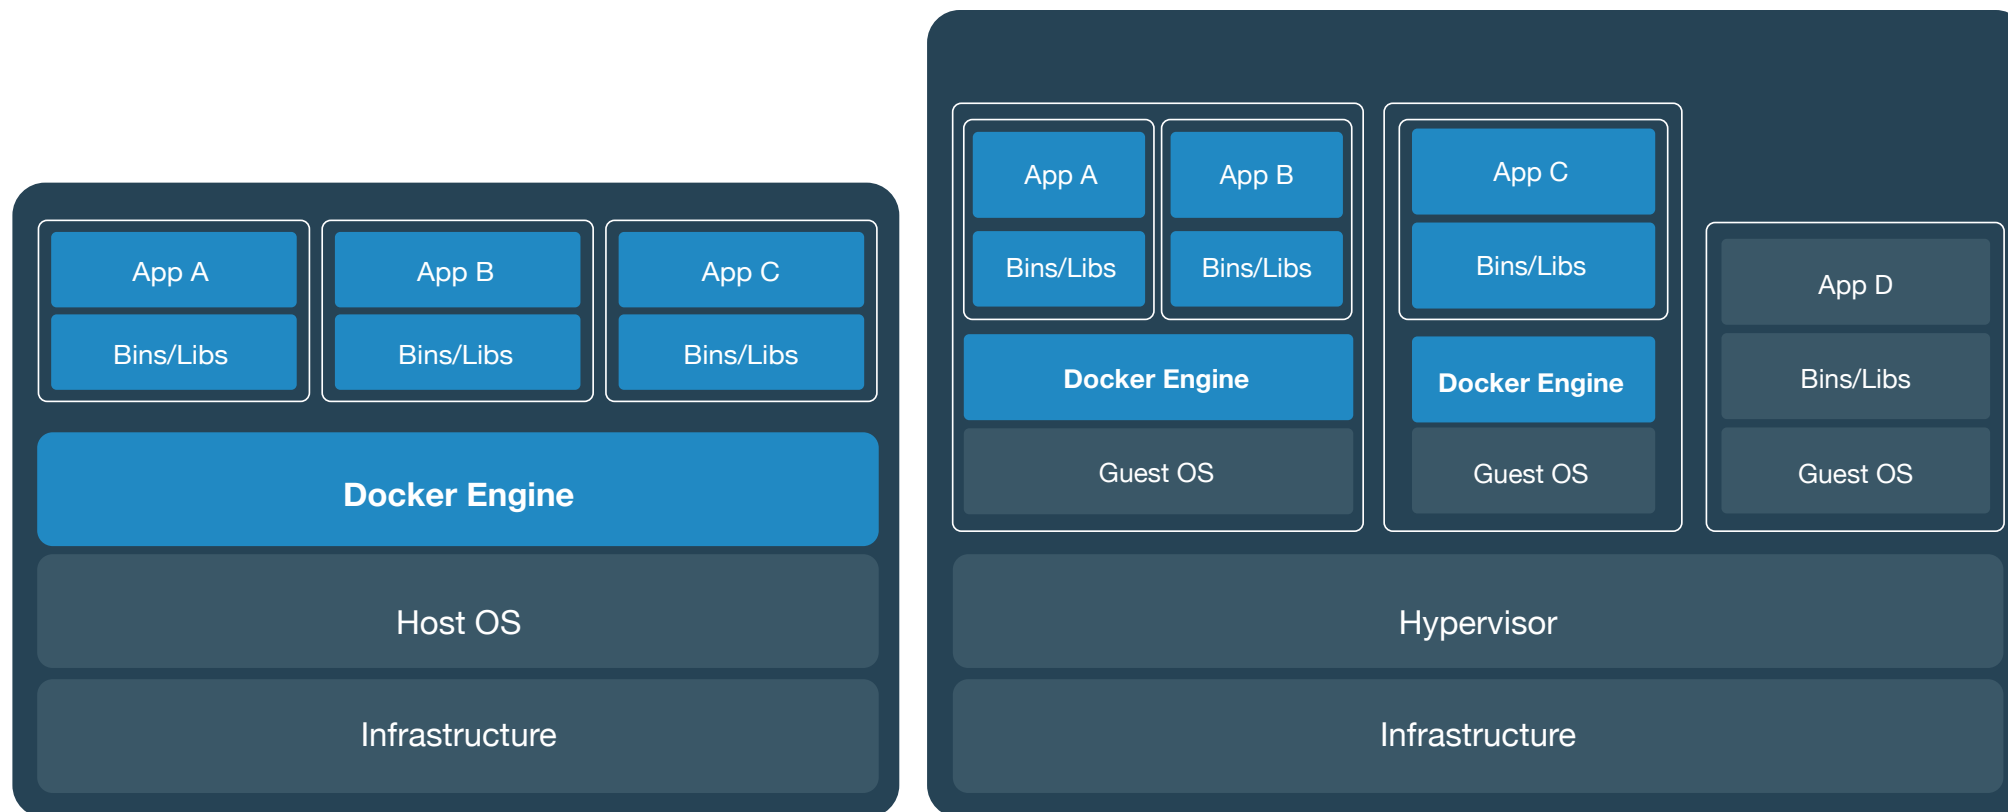 App A
Bins/Libs
App B
Bins/Libs
App C
Bins/Libs
Docker Engine
Host OS
Infrastructure
App A
Bins/Libs
App B
Bins/Libs
Docker Engine
Guest OS
App C
Bins/Libs
Docker Engine
Guest OS
App D
Bins/Libs
Guest OS
Hypervisor
Infrastructure